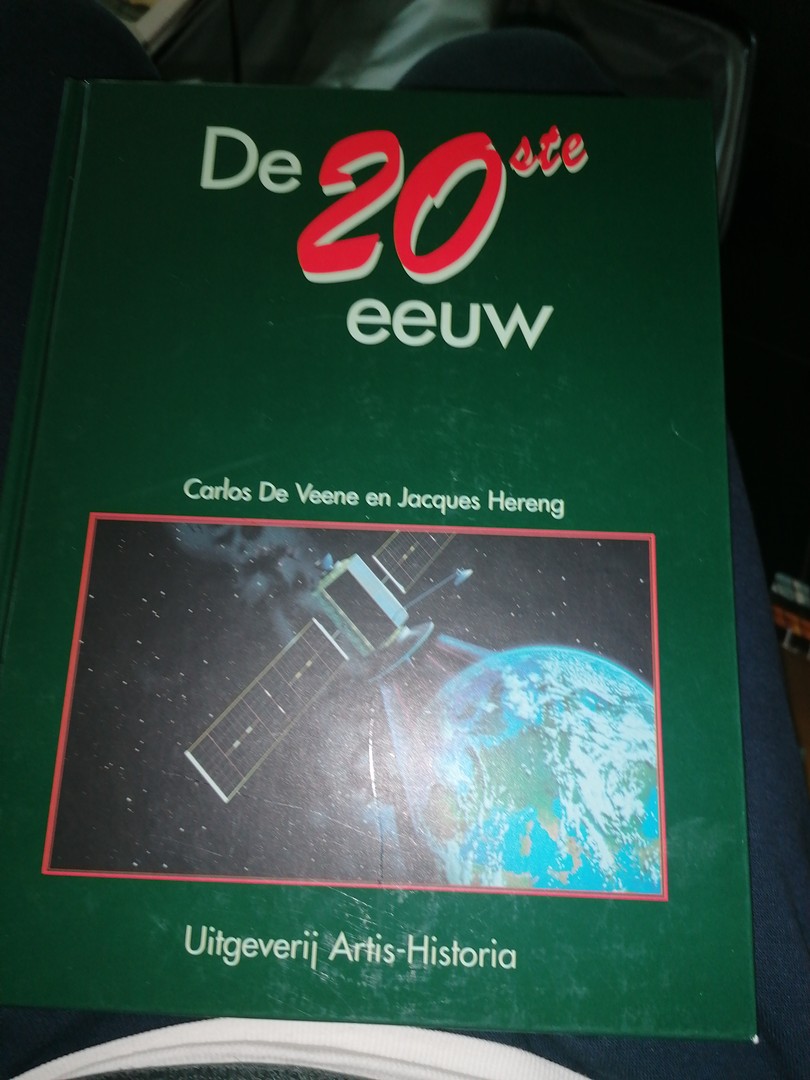 De 20ste
eeuw
Carlos De Veene en Jacques Hereng
Uitgeverij Artis-Historia